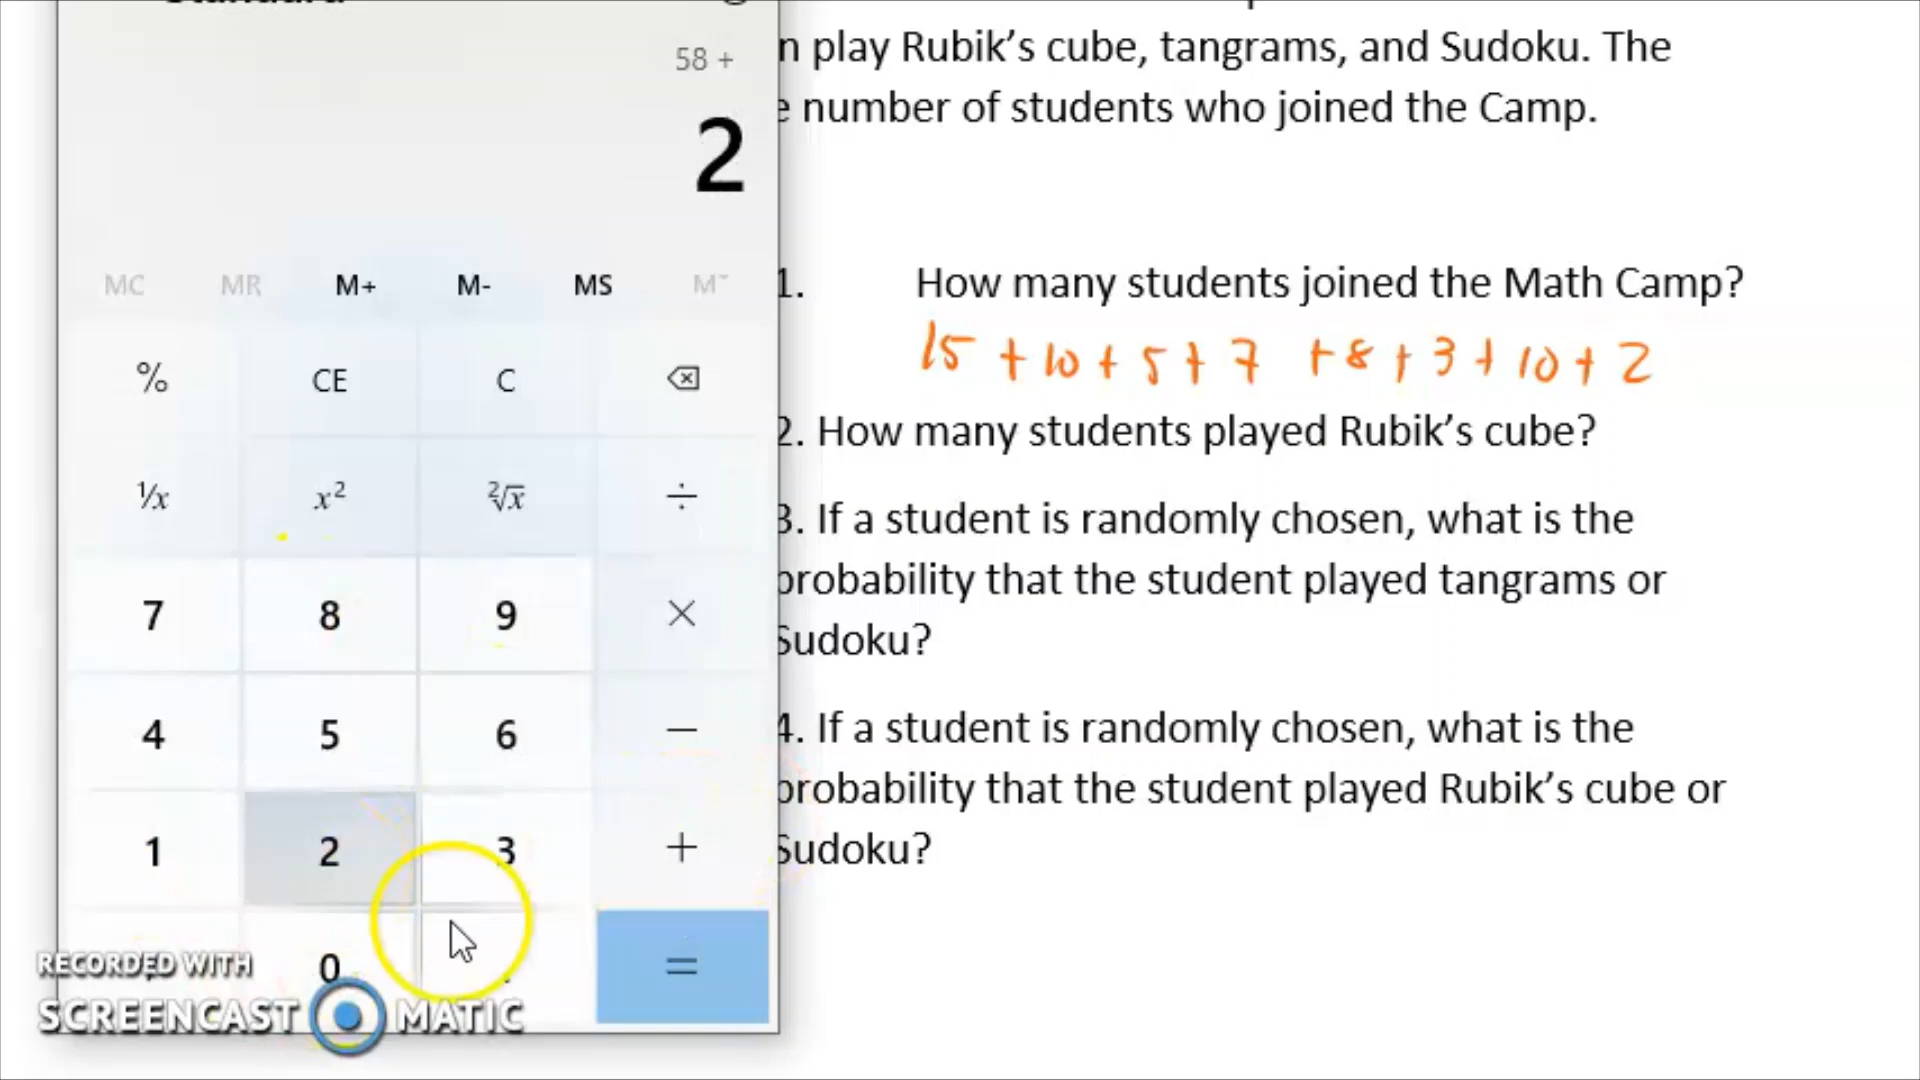 Standard
58 +
2
MC MR M+ M- MS M˅
% CE C
¹/x x² ²√x ÷
7 8 9 ×
4 5 6 −
1 2 3 +
0 . =
RECORDED WITH
SCREENCAST MATIC
play Rubik’s cube, tangrams, and Sudoku. The
number of students who joined the Camp.
1. How many students joined the Math Camp?
15 + 10 + 5 + 7 + 8 + 3 + 10 + 2
2. How many students played Rubik’s cube?
3. If a student is randomly chosen, what is the
probability that the student played tangrams or
Sudoku?
4. If a student is randomly chosen, what is the
probability that the student played Rubik’s cube or
Sudoku?